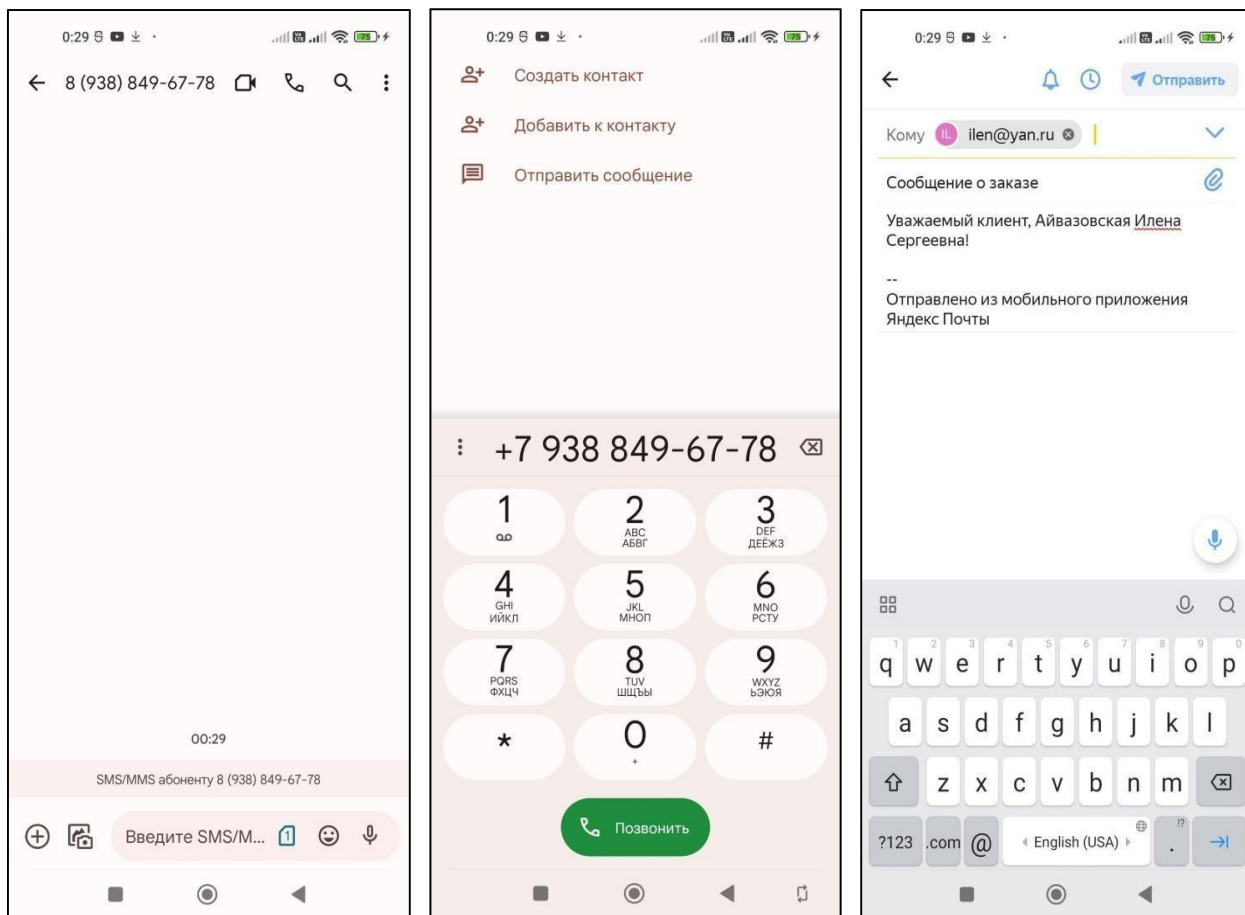 0:29
75
8 (938) 849-67-78
00:29
SMS/MMS абоненту 8 (938) 849-67-78
Введите SMS/M... 1
0:29
75
Создать контакт
Добавить к контакту
Отправить сообщение
+7 938 849-67-78
1 2 3
ABC DEF
АБВГ ДЕЁЖЗ
4 5 6
GHI JKL MNO
ИЙКЛ МНОП РСТУ
7 8 9
PQRS TUV WXYZ
ФХЦЧ ШЩЪЫ ЬЭЮЯ
* 0 #
+
Позвонить
0:29
75
Отправить
Кому IL ilen@yan.ru
Сообщение о заказе
Уважаемый клиент, Айвазовская Илена
Сергеевна!
--
Отправлено из мобильного приложения
Яндекс Почты
1 2 3 4 5 6 7 8 9 0
q w e r t y u i o p
a s d f g h j k l
z x c v b n m
?123 .com @ English (USA) . !?